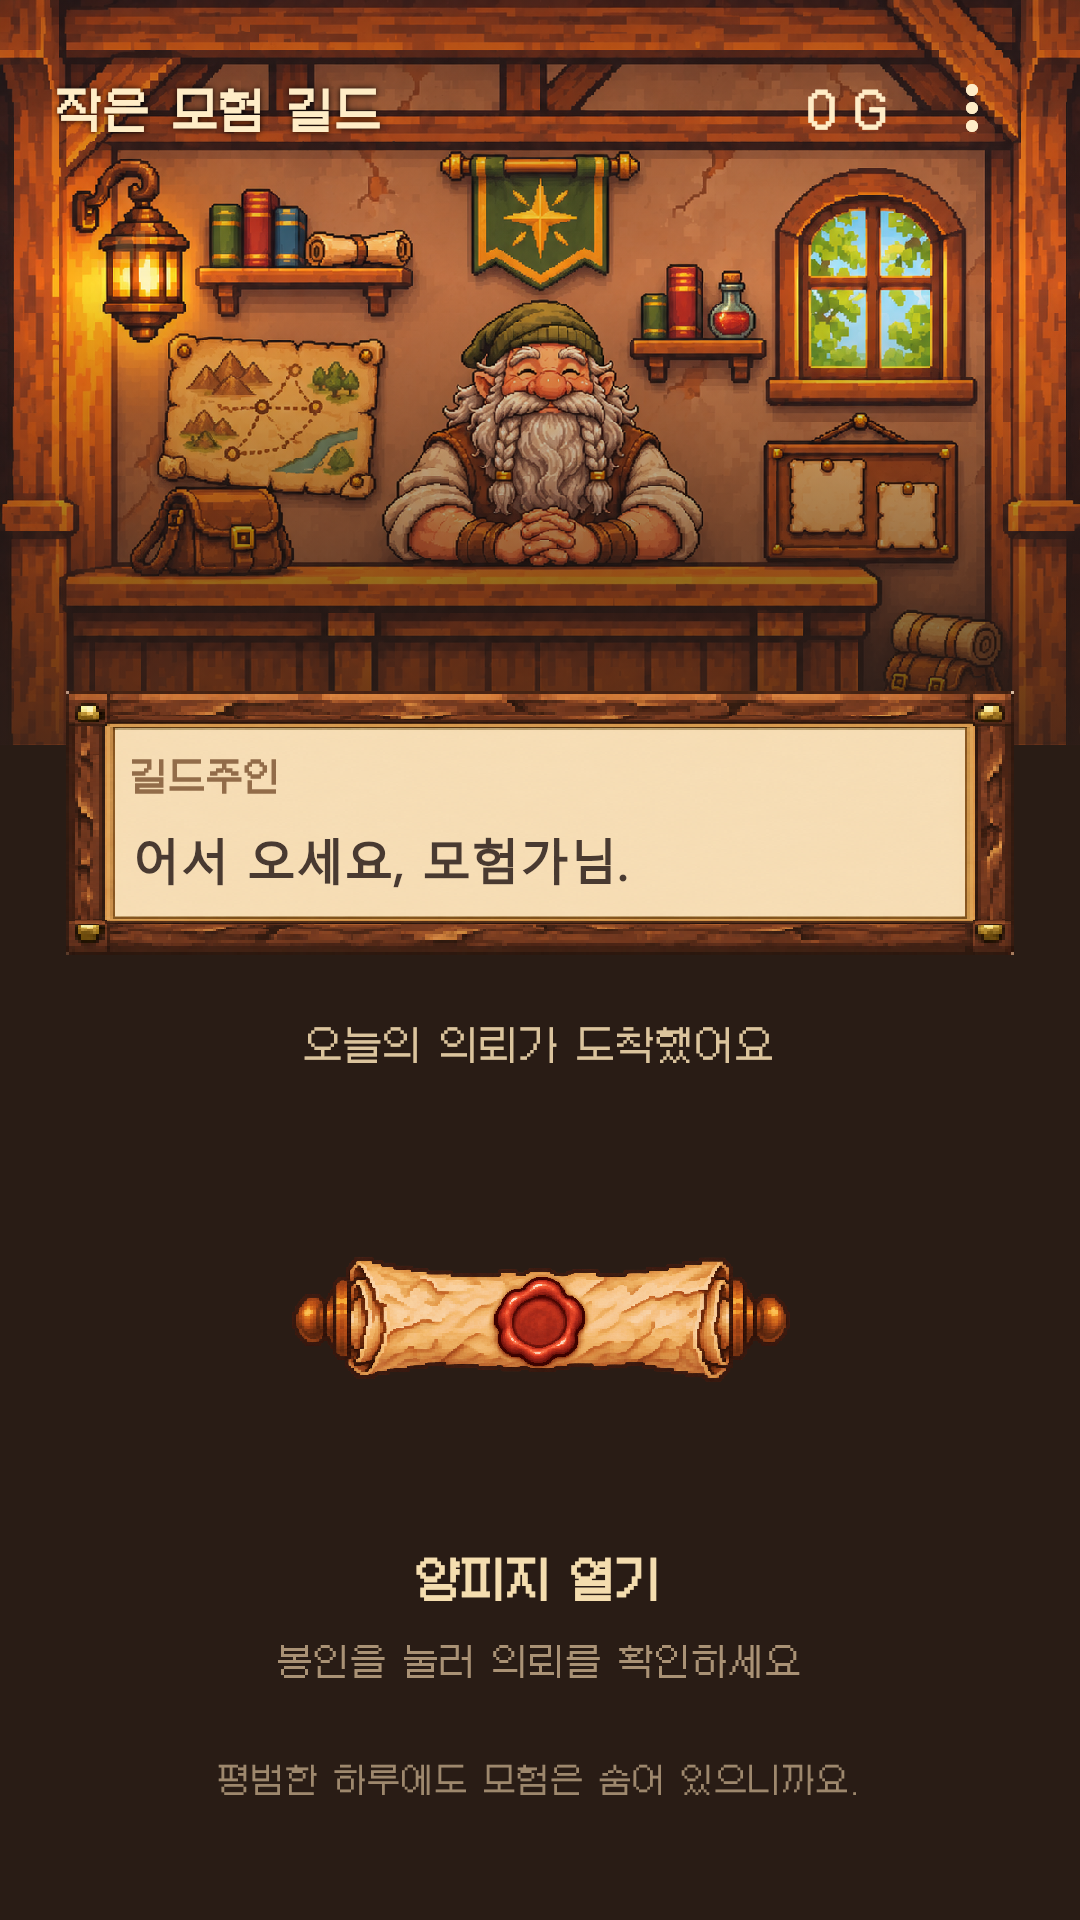 작은 모험 길드
0 G
길드주인
어서 오세요, 모험가님.
오늘의 의뢰가 도착했어요
양피지 열기
봉인을 눌러 의뢰를 확인하세요
평범한 하루에도 모험은 숨어 있으니까요.